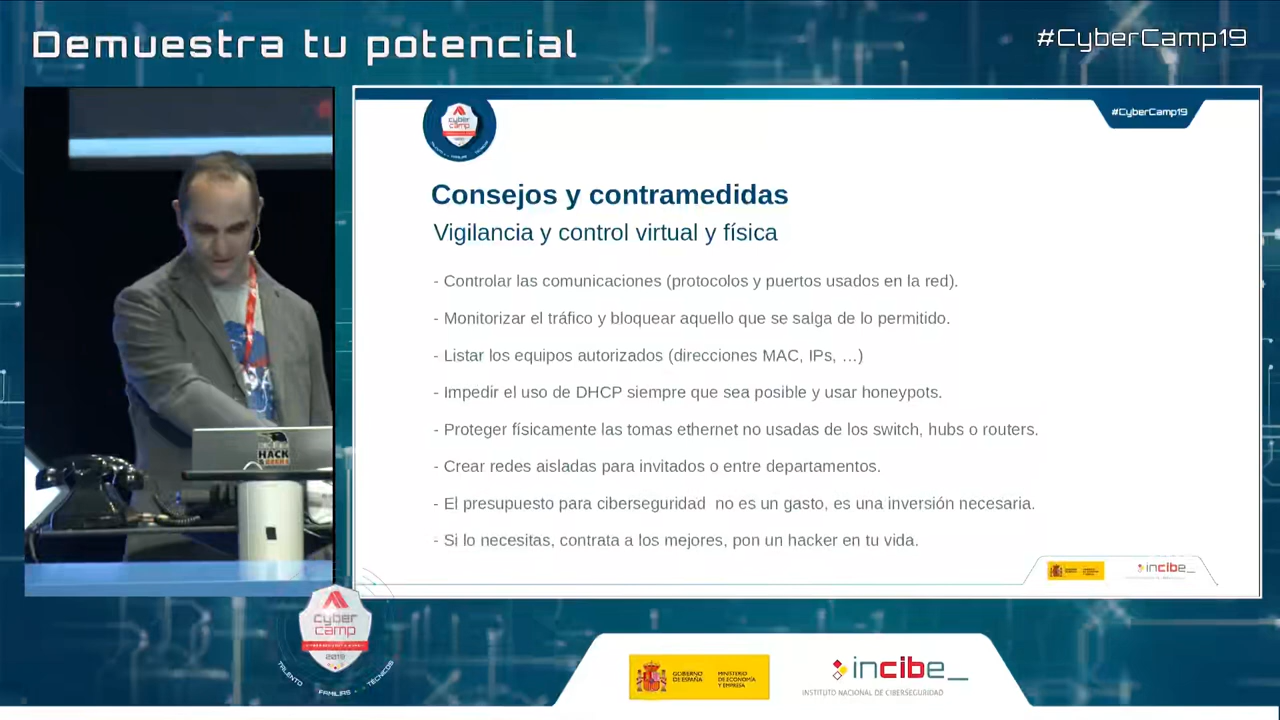 Demuestra tu potencial
#CyberCamp19
#CyberCamp19
cyber
camp
Consejos y contramedidas
Vigilancia y control virtual y física
- Controlar las comunicaciones (protocolos y puertos usados en la red).
- Monitorizar el tráfico y bloquear aquello que se salga de lo permitido.
- Listar los equipos autorizados (direcciones MAC, IPs, …)
- Impedir el uso de DHCP siempre que sea posible y usar honeypots.
- Proteger físicamente las tomas ethernet no usadas de los switch, hubs o routers.
- Crear redes aisladas para invitados o entre departamentos.
- El presupuesto para ciberseguridad  no es un gasto, es una inversión necesaria.
- Si lo necesitas, contrata a los mejores, pon un hacker en tu vida.
HACK
incibe_
cyber
camp
2019
TALENTO FAMILIAS TÉCNICOS
GOBIERNO
DE ESPAÑA
MINISTERIO
DE ECONOMÍA
Y EMPRESA
incibe_
INSTITUTO NACIONAL DE CIBERSEGURIDAD